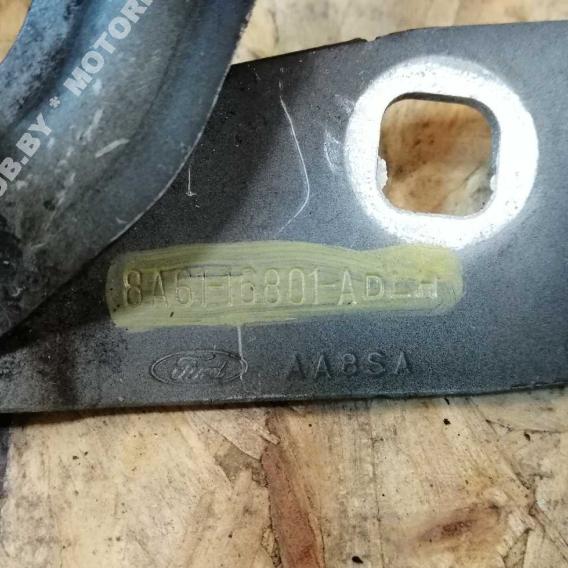 OB.BY * MOTOR
8A61-16801-AD-H
Ford AA8SA